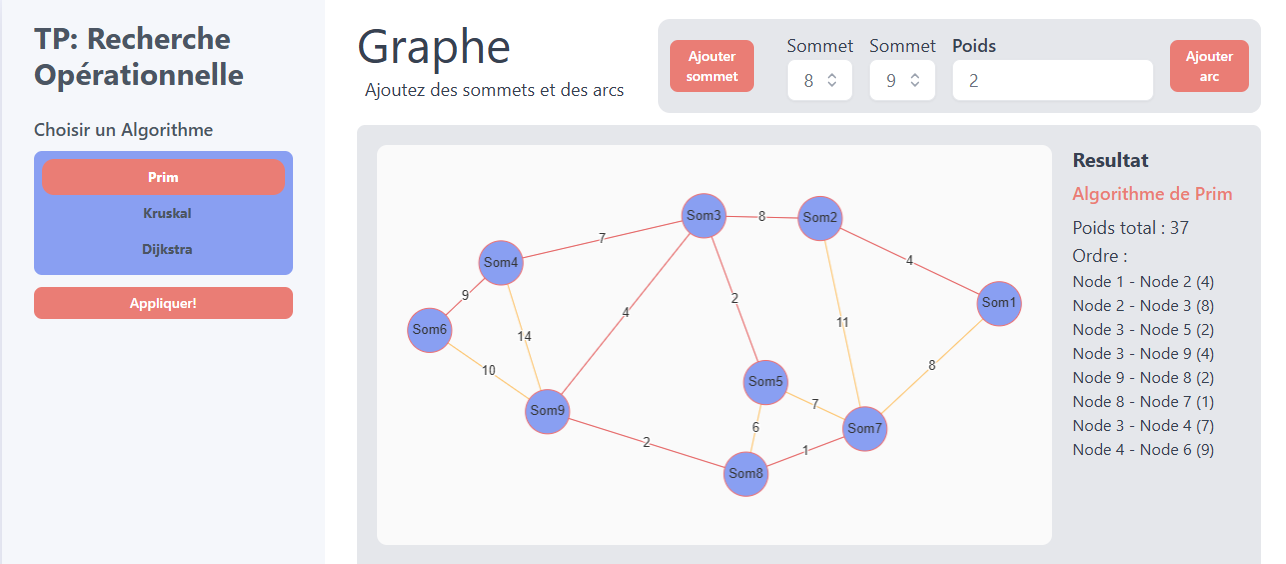 TP: Recherche
Opérationnelle
Choisir un Algorithme
Prim
Kruskal
Dijkstra
Appliquer!
Graphe
Ajoutez des sommets et des arcs
Ajouter
sommet
Sommet
8
Sommet
9
Poids
2
Ajouter
arc
Som3
8
Som2
7
4
Som4
9
4
2
Som1
Som6
14
11
10
8
Som5
Som9
7
6
Som7
2
1
Som8
Resultat
Algorithme de Prim
Poids total : 37
Ordre :
Node 1 - Node 2 (4)
Node 2 - Node 3 (8)
Node 3 - Node 5 (2)
Node 3 - Node 9 (4)
Node 9 - Node 8 (2)
Node 8 - Node 7 (1)
Node 3 - Node 4 (7)
Node 4 - Node 6 (9)